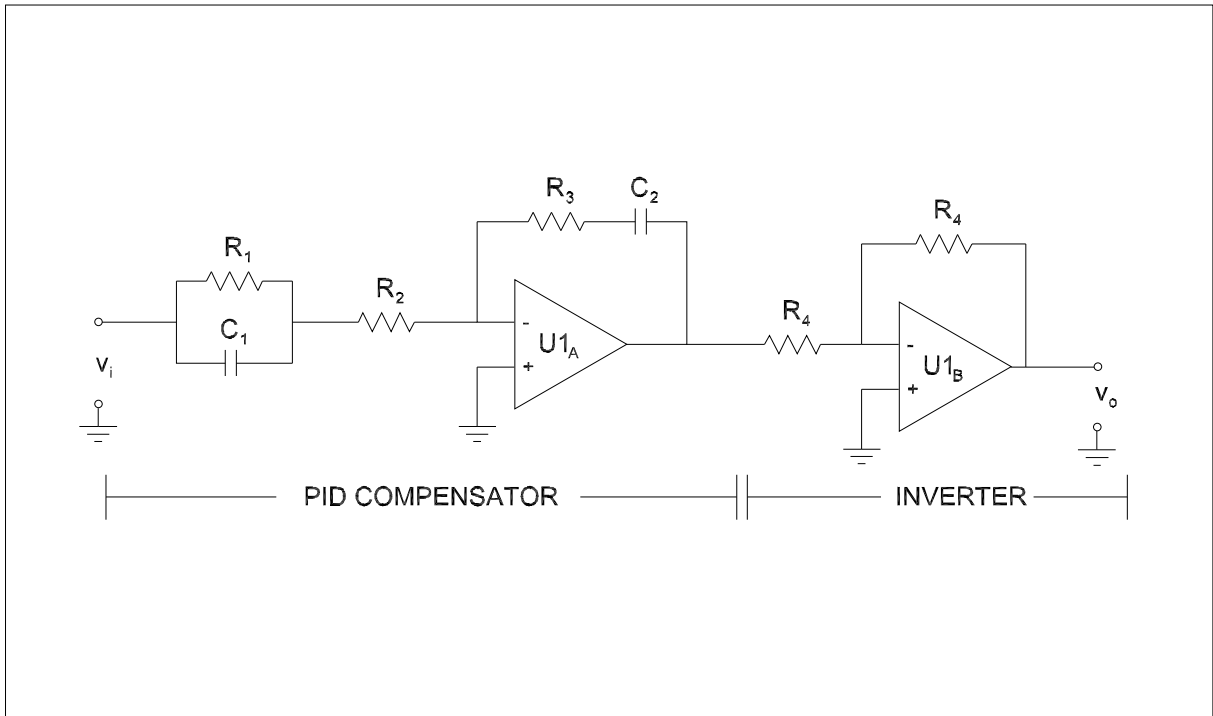 R₃
C₂
R₄
R₁
R₂
C₁
R₄
-
U1A
+
-
U1B
+
vᵢ
vₒ
PID COMPENSATOR
INVERTER